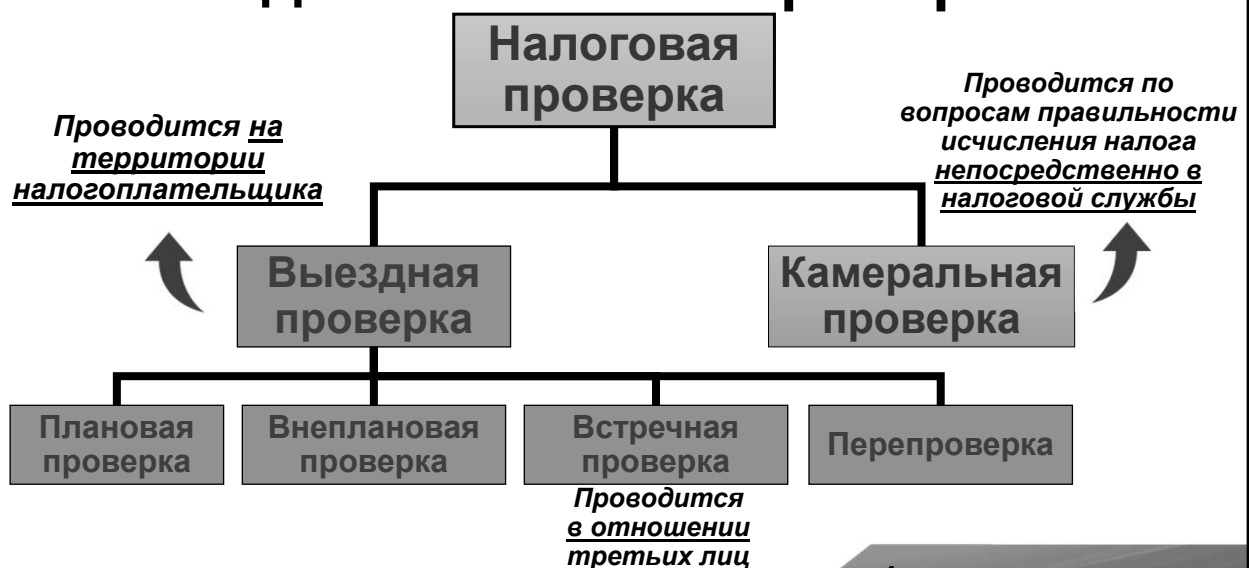 Налоговая
проверка
Проводится на
территории
налогоплательщика
Проводится по
вопросам правильности
исчисления налога
непосредственно в
налоговой службы
Выездная
проверка
Камеральная
проверка
Плановая
проверка
Внеплановая
проверка
Встречная
проверка
Перепроверка
Проводится
в отношении
третьих лиц